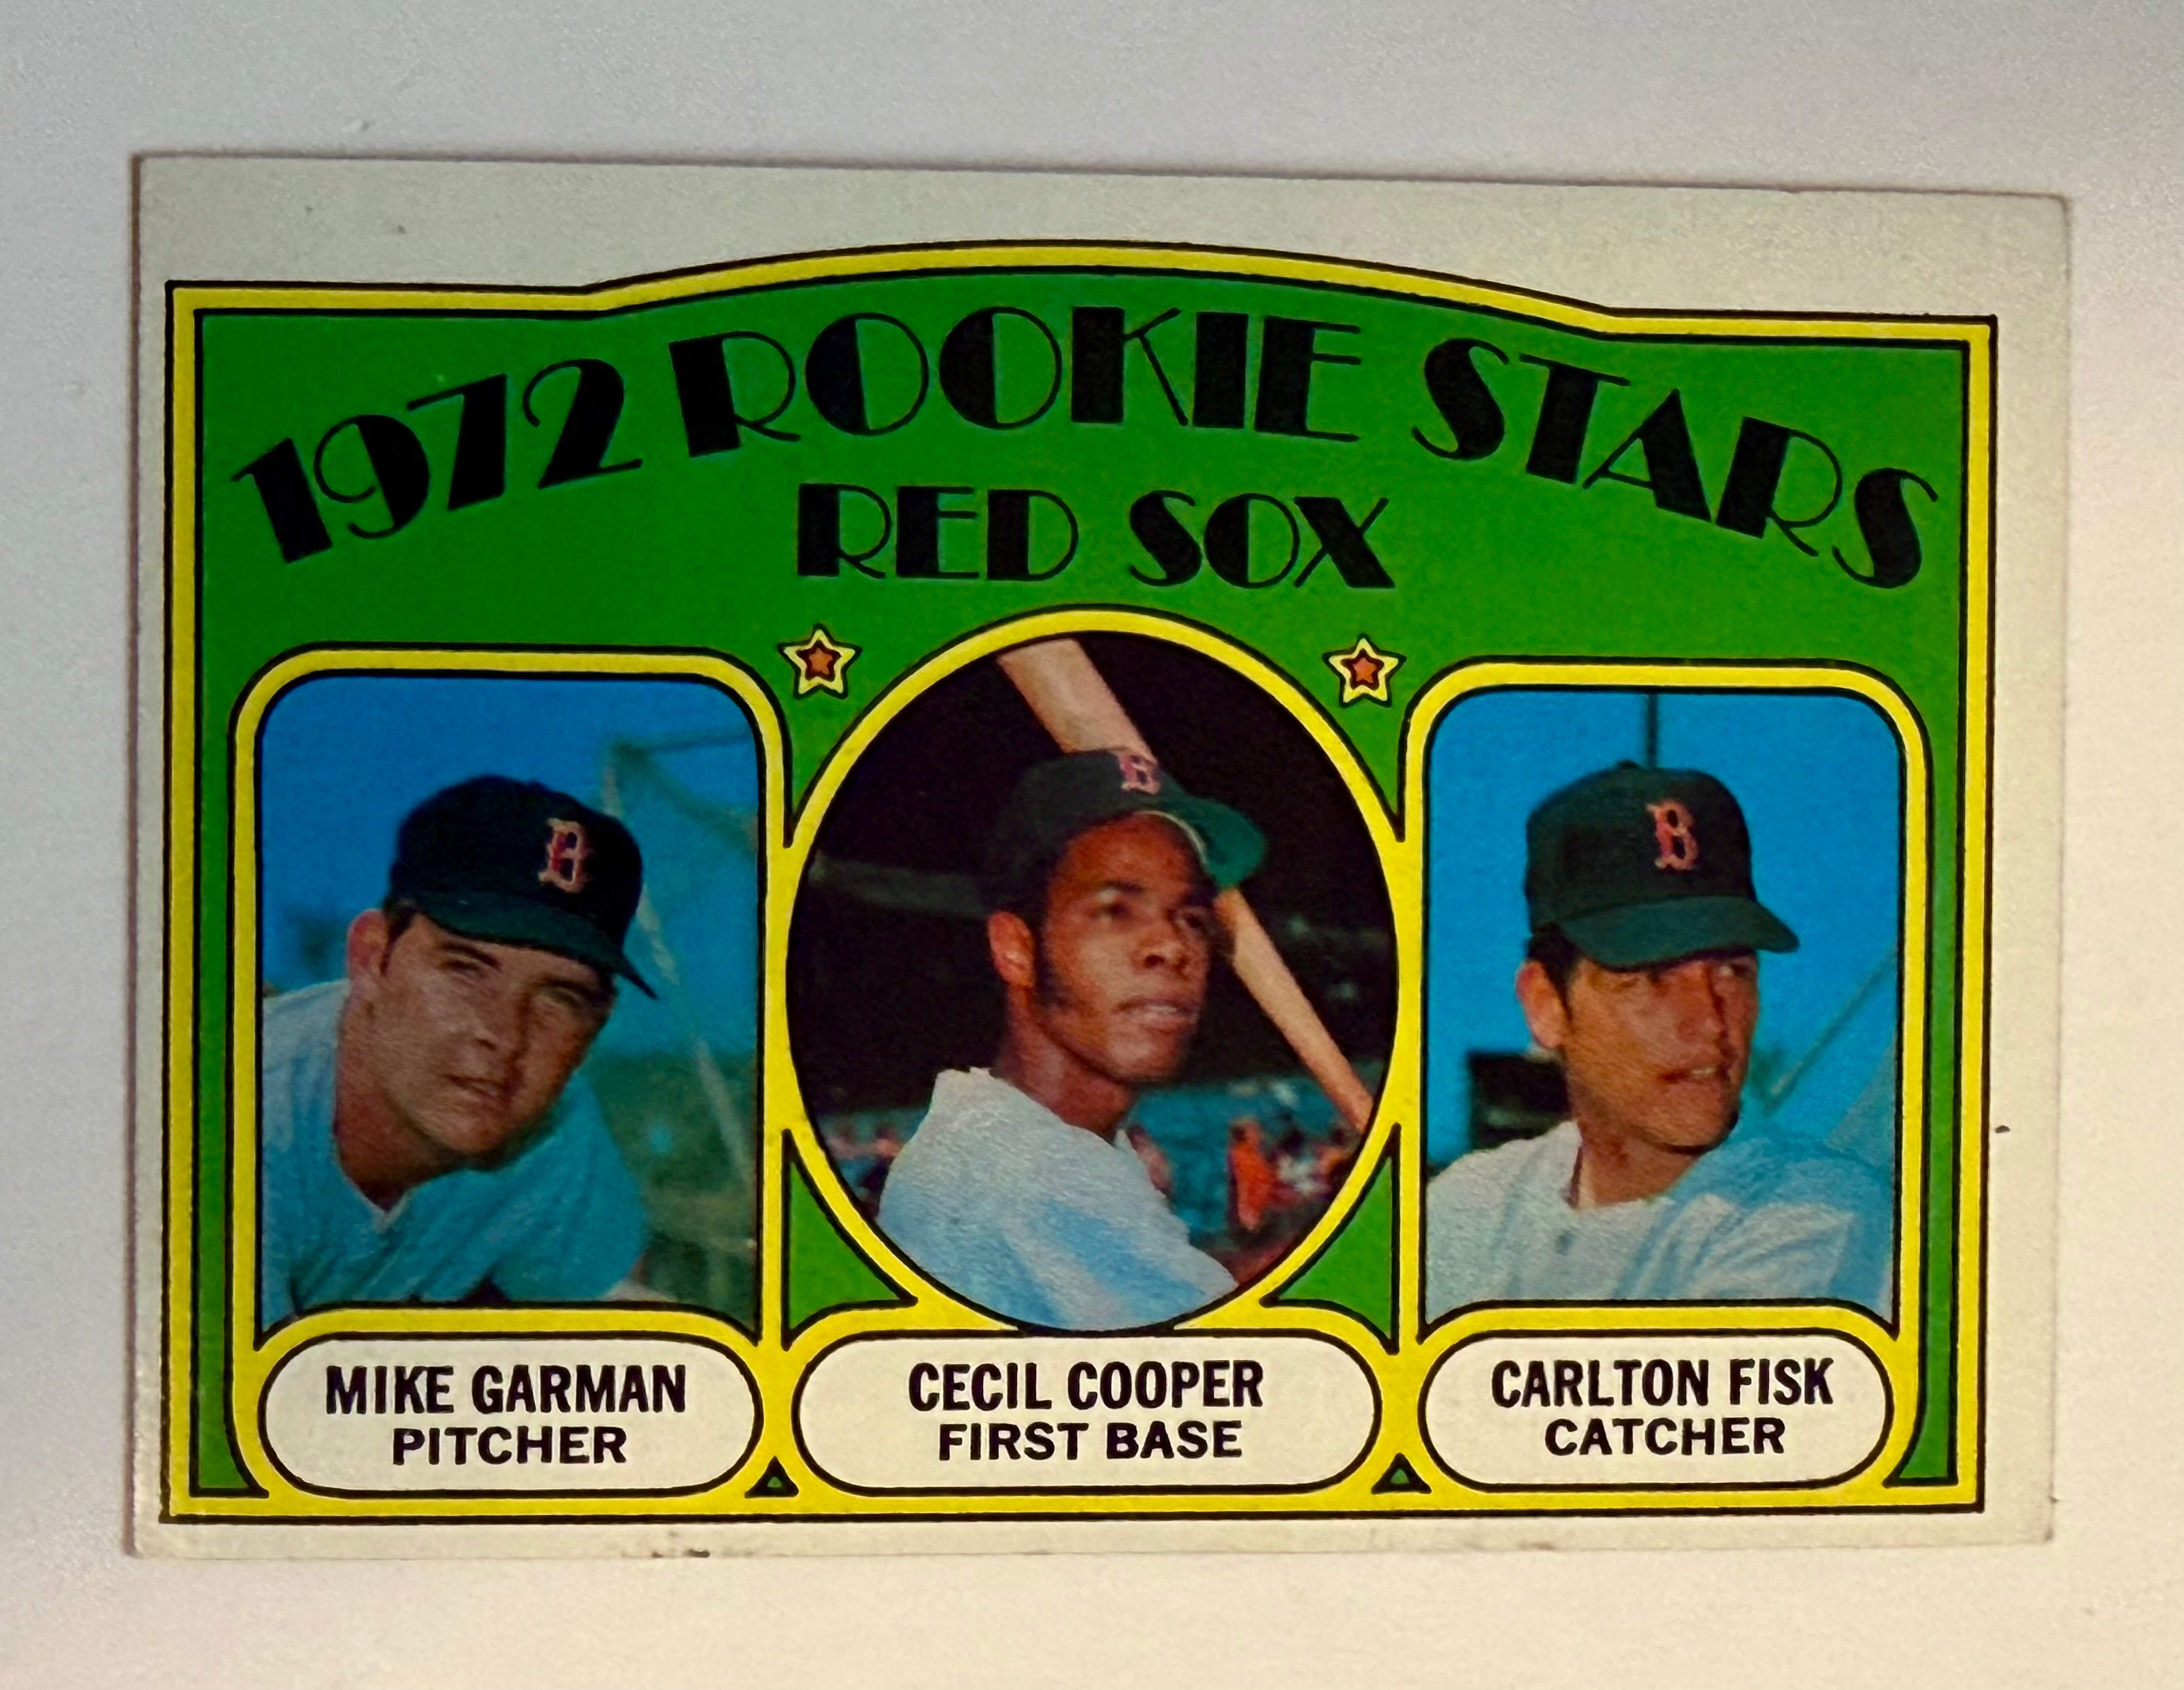 1972 ROOKIE STARS
RED SOX
B
B
B
MIKE GARMAN
PITCHER
CECIL COOPER
FIRST BASE
CARLTON FISK
CATCHER